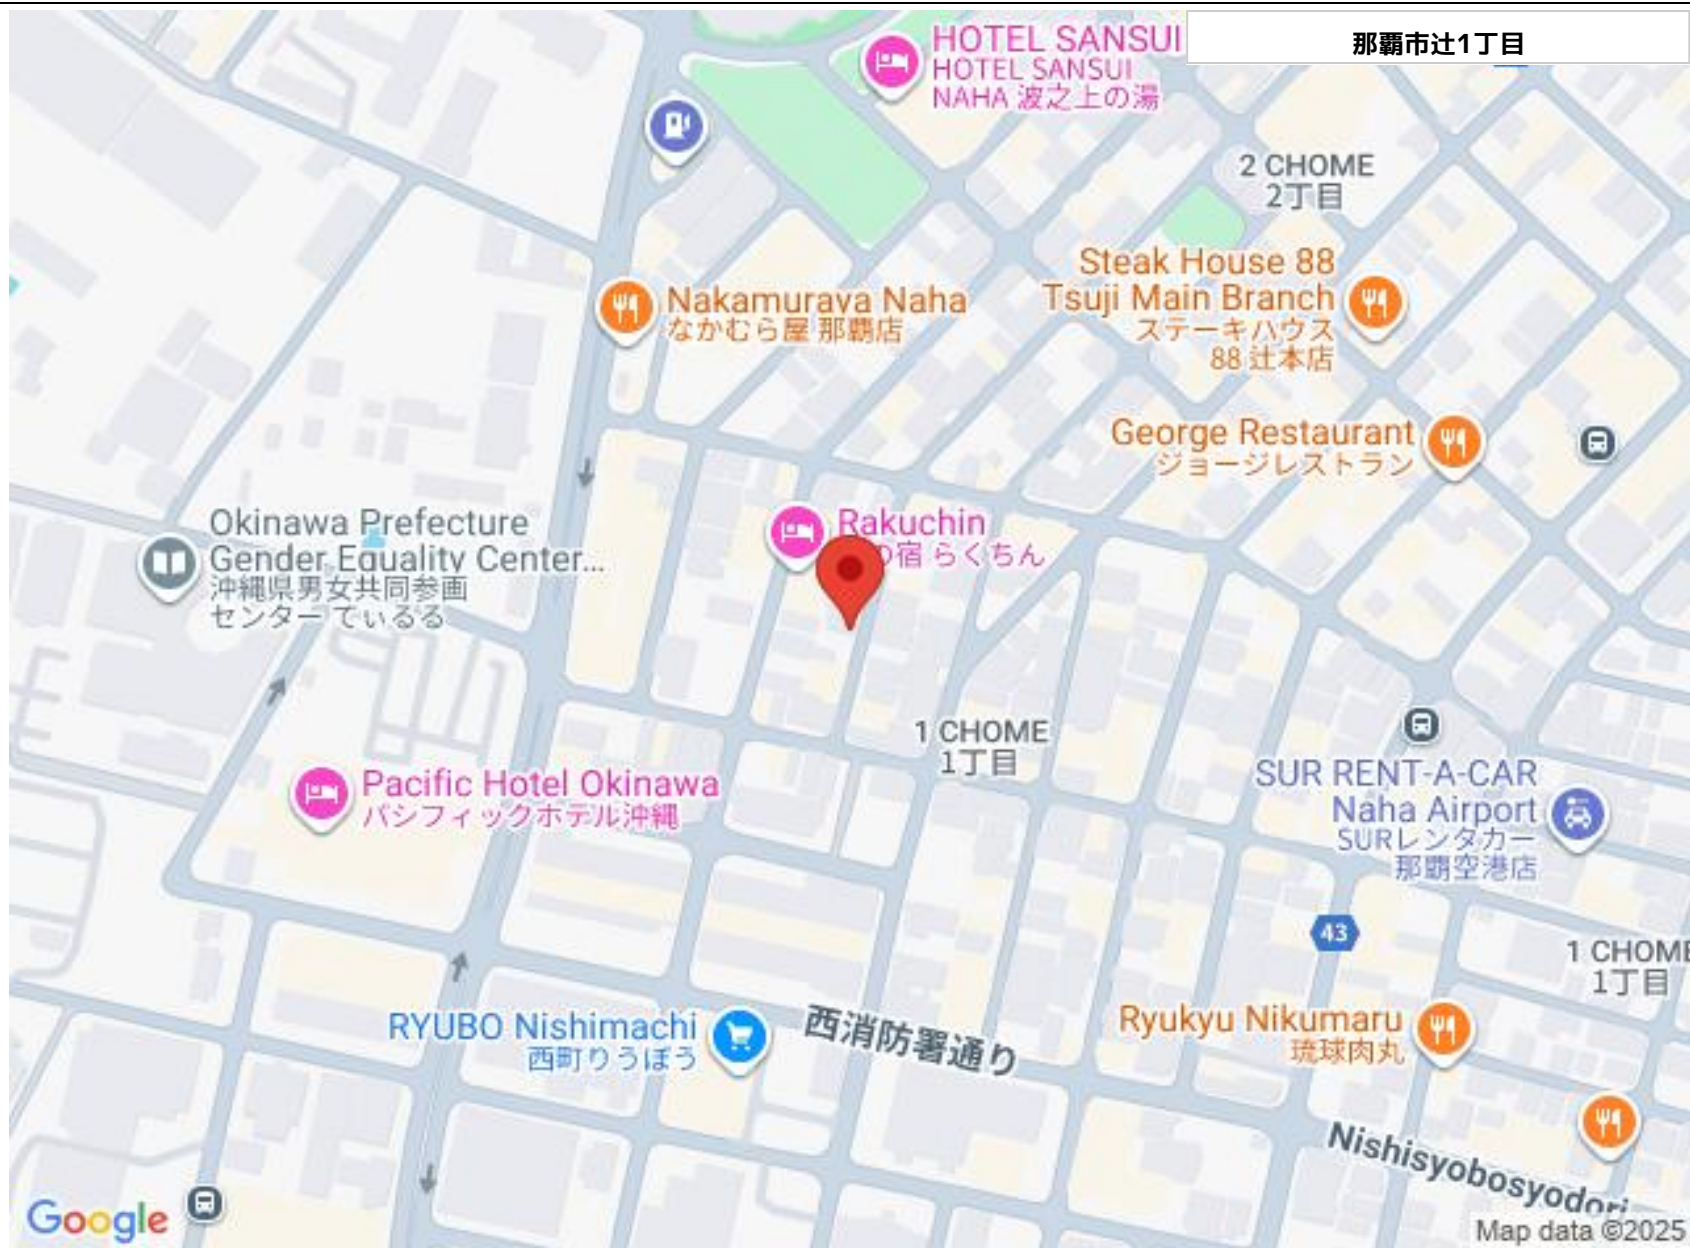 那覇市辻1丁目
HOTEL SANSUI
HOTEL SANSUI
NAHA 波之上の湯
2 CHOME
2丁目
Steak House 88
Tsuji Main Branch
ステーキハウス
88 辻本店
Nakamuraya Naha
なかむら屋 那覇店
George Restaurant
ジョージレストラン
Rakuchin
の宿 らくちん
Okinawa Prefecture
Gender Equality Center...
沖縄県男女共同参画
センター てぃるる
1 CHOME
1丁目
Pacific Hotel Okinawa
パシフィックホテル沖縄
SUR RENT-A-CAR
Naha Airport
SURレンタカー
那覇空港店
43
1 CHOME
1丁目
RYUBO Nishimachi
西町りうぼう
西消防署通り
Ryukyu Nikumaru
琉球肉丸
Nishisyobosyodori
Google
Map data ©2025